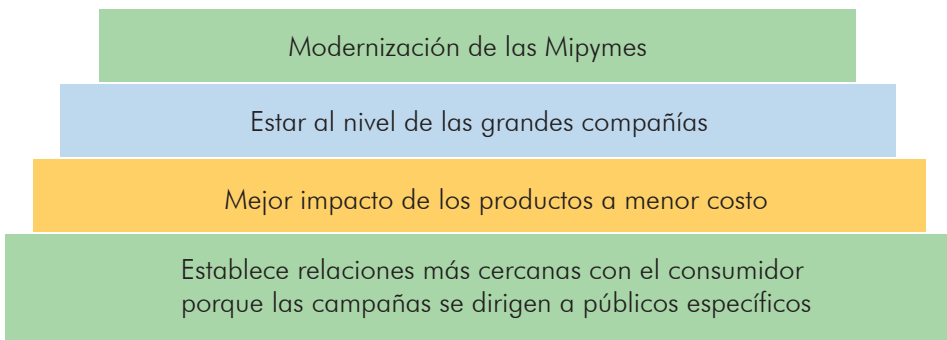 Modernización de las Mipymes
Estar al nivel de las grandes compañías
Mejor impacto de los productos a menor costo
Establece relaciones más cercanas con el consumidor
porque las campañas se dirigen a públicos específicos